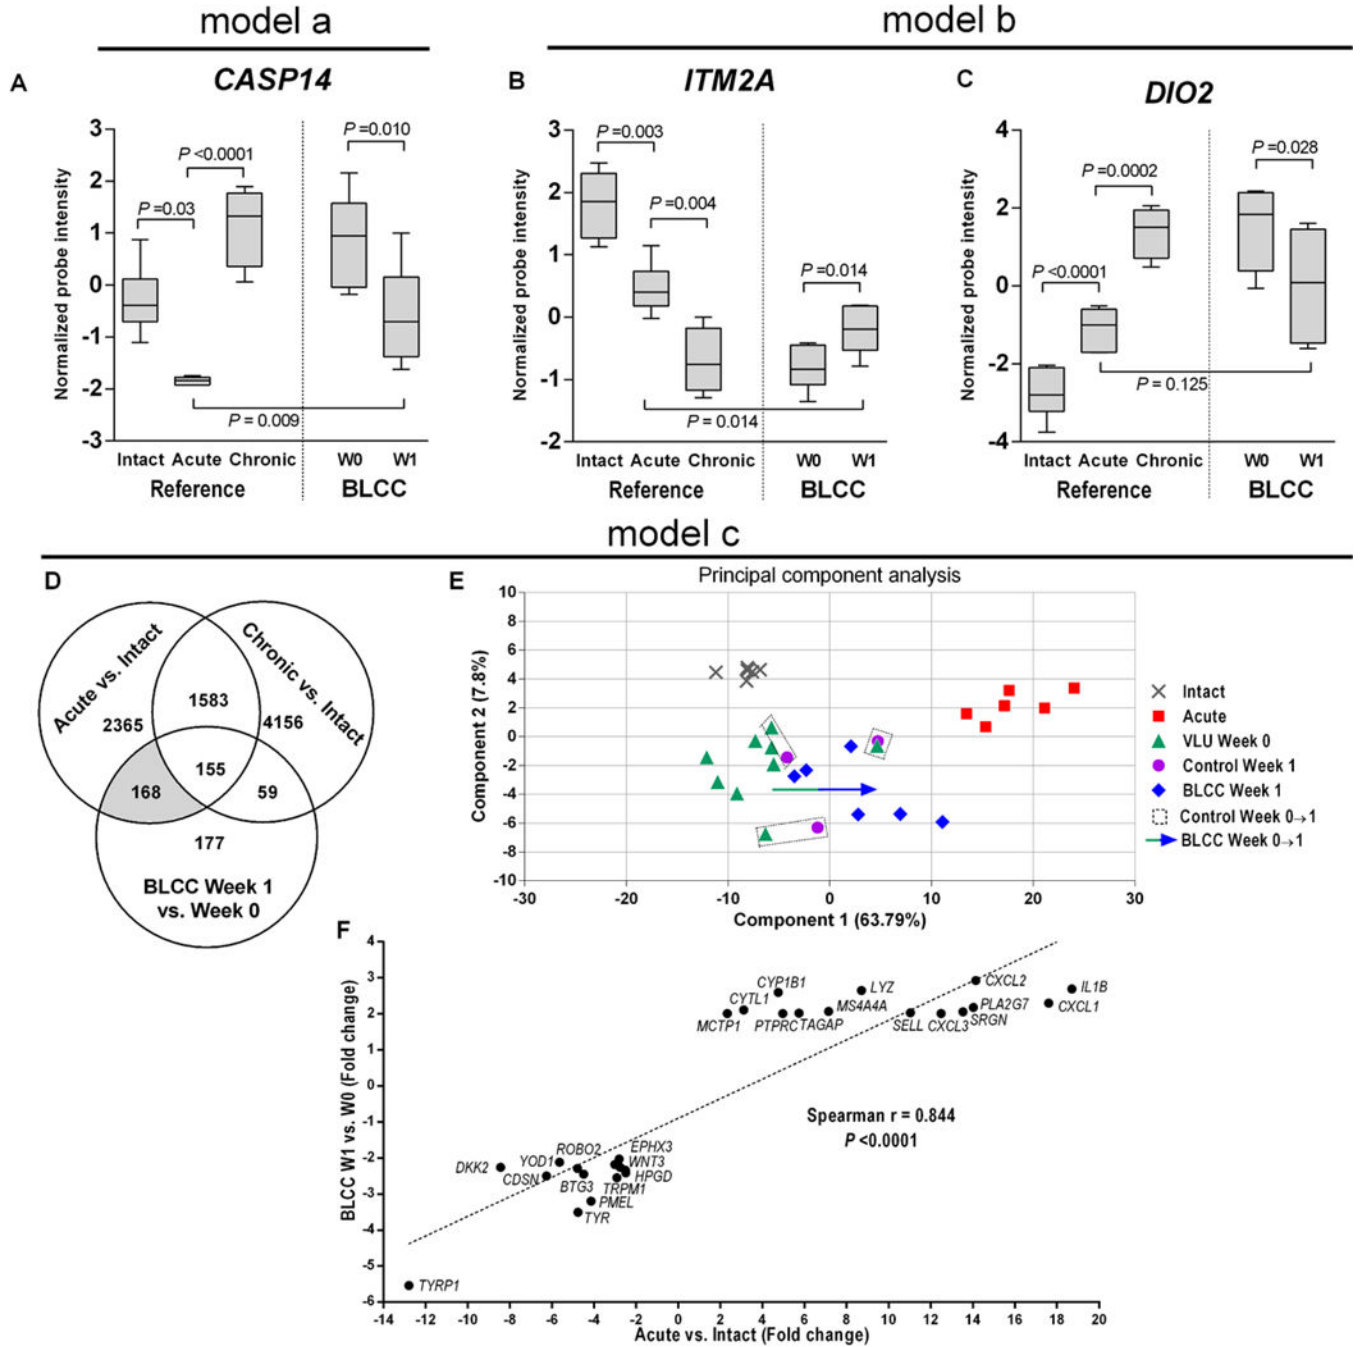 model a
model b
A
CASP14
B
ITM2A
C
DIO2
Normalized probe intensity
3
2
1
0
-1
-2
-3
P =0.03
P <0.0001
P =0.010
P = 0.009
Intact Acute Chronic
W0 W1
Reference
BLCC
Normalized probe intensity
3
2
1
0
-1
-2
P =0.003
P =0.004
P =0.014
P = 0.014
Intact Acute Chronic
W0 W1
Reference
BLCC
Normalized probe intensity
4
2
0
-2
-4
P <0.0001
P =0.0002
P =0.028
P = 0.125
Intact Acute Chronic
W0 W1
Reference
BLCC
model c
D
Acute vs. Intact
Chronic vs. Intact
2365
1583
4156
155
168
59
177
BLCC Week 1
vs. Week 0
E
Principal component analysis
Component 2 (7.8%)
10
8
6
4
2
0
-2
-4
-6
-8
-10
-30 -20 -10 0 10 20 30
Component 1 (63.79%)
Intact
Acute
VLU Week 0
Control Week 1
BLCC Week 1
Control Week 0→1
BLCC Week 0→1
F
BLCC W1 vs. W0 (Fold change)
4
3
2
1
0
-1
-2
-3
-4
-5
-6
CYP1B1
LYZ
CXCL2
IL1B
CYTL1
MS4A4A
PLA2G7
CXCL1
MCTP1
PTPRC
TAGAP
SELL
CXCL3
SRGN
Spearman r = 0.844
P <0.0001
ROBO2
EPHX3
DKK2
YOD1
WNT3
CDSN
HPGD
BTG3
TRPM1
PMEL
TYR
TYRP1
-14 -12 -10 -8 -6 -4 -2 0 2 4 6 8 10 12 14 16 18 20
Acute vs. Intact (Fold change)